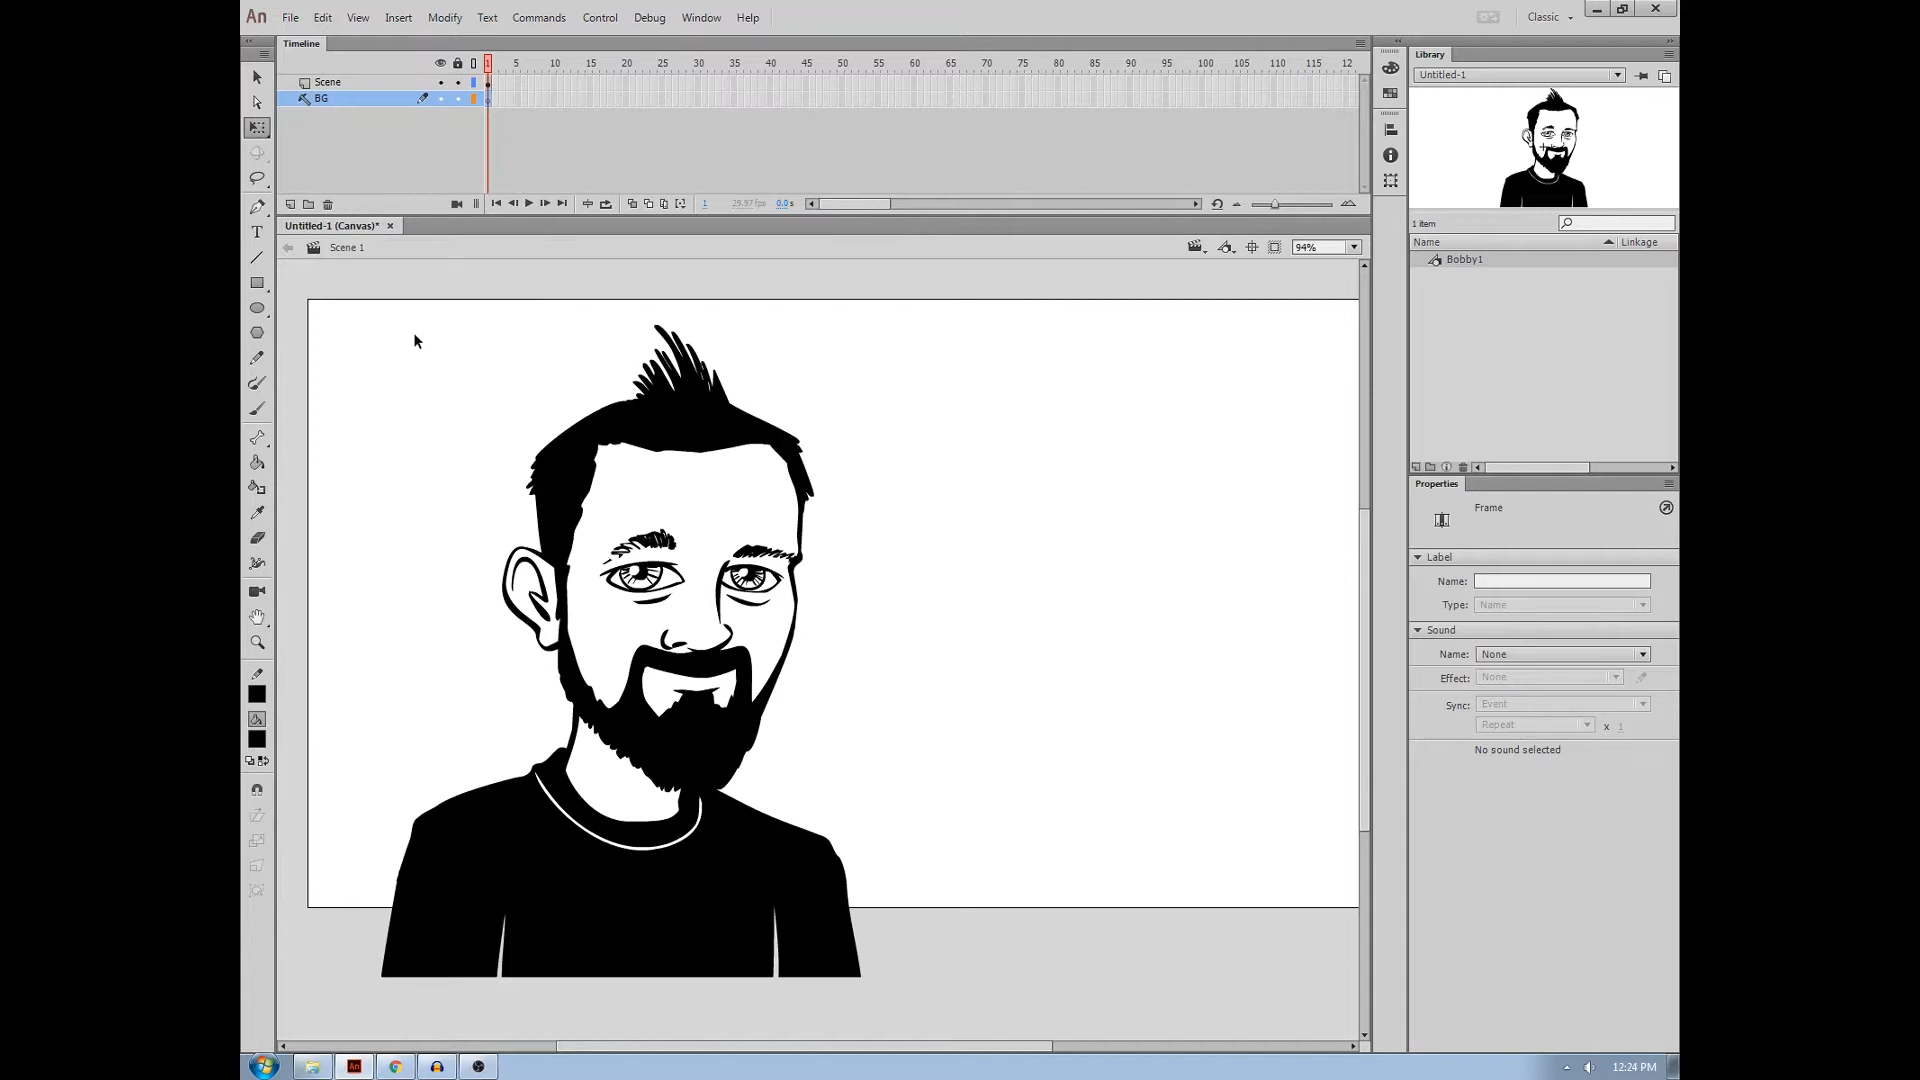 An File Edit View Insert Modify Text Commands Control Debug Window Help Classic
Timeline
1 5 10 15 20 25 30 35 40 45 50 55 60 65 70 75 80 85 90 95 100 105 110 115 12
Scene
BG
1 29.97 fps 0.0 s
Untitled-1 (Canvas)* x
Scene 1 94%
T
Library
Untitled-1
1 item
Name Linkage
Bobby1
Properties
Frame
Label
Name:
Type: Name
Sound
Name: None
Effect: None
Sync: Event
Repeat x 1
No sound selected
An 12:24 PM